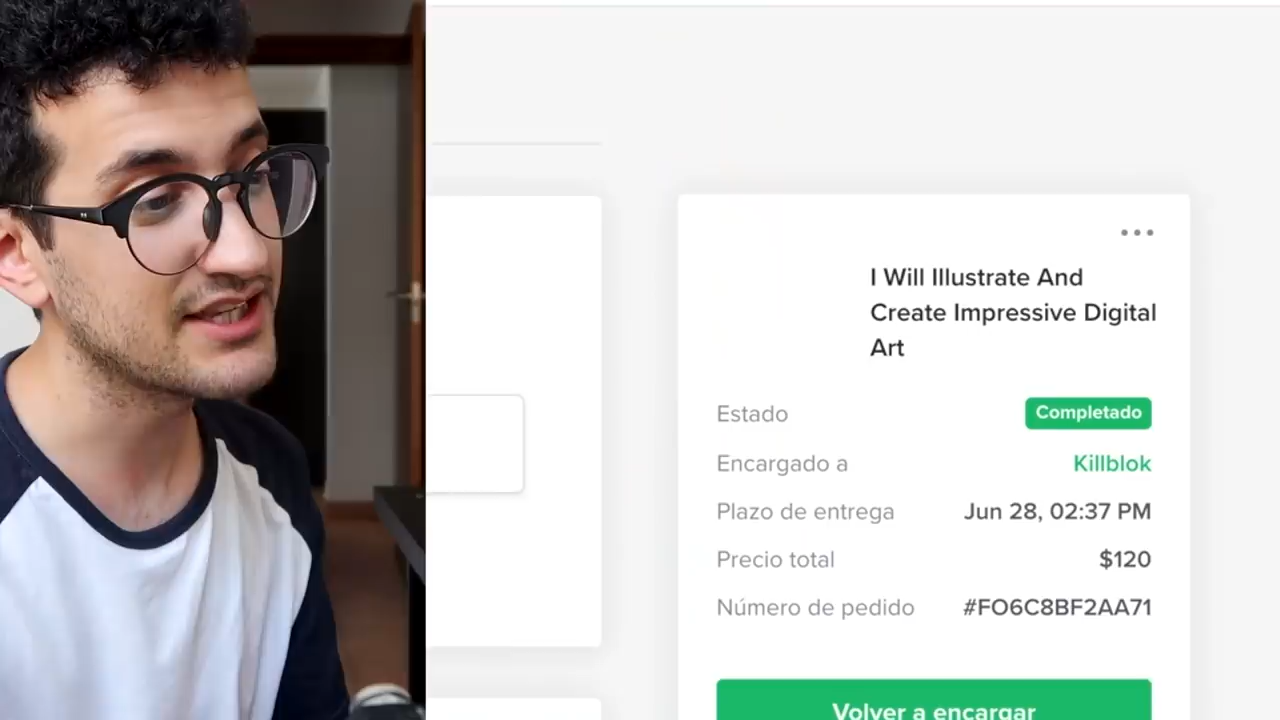 I Will Illustrate And
Create Impressive Digital
Art
Estado Completado
Encargado a Killblok
Plazo de entrega Jun 28, 02:37 PM
Precio total $120
Número de pedido #FO6C8BF2AA71
Volver a encargar